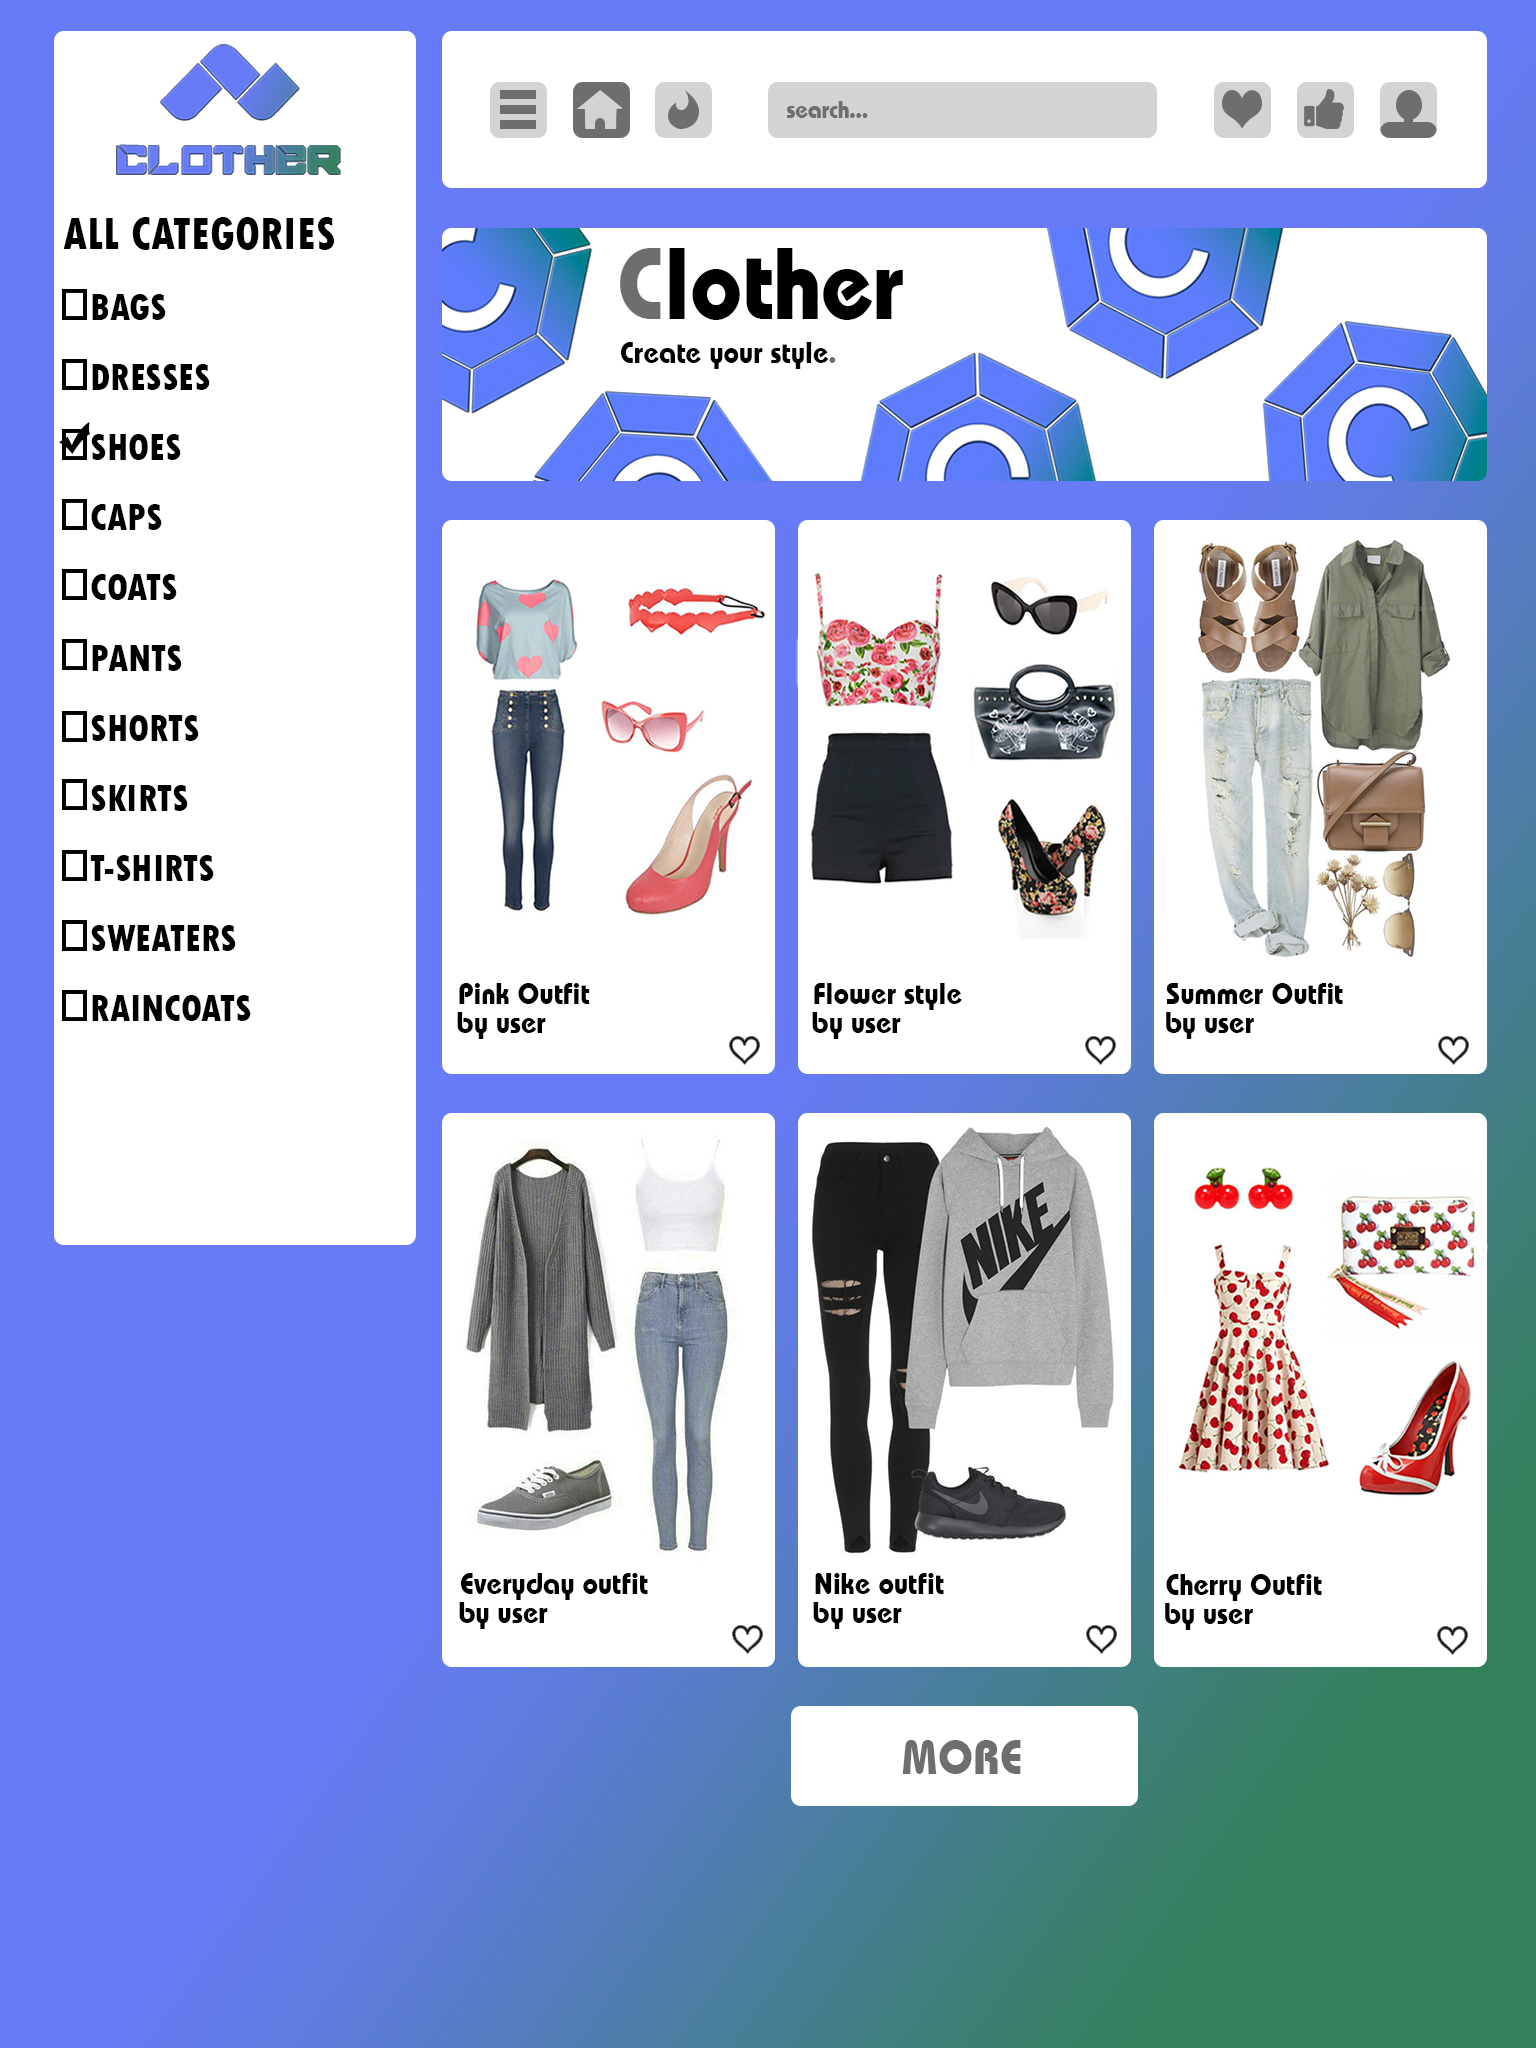 CLOTHER
ALL CATEGORIES
BAGS
DRESSES
SHOES
CAPS
COATS
PANTS
SHORTS
SKIRTS
T-SHIRTS
SWEATERS
RAINCOATS
search...
Clother
Create your style.
C
C
C
C
C
Pink Outfit
by user
Flower style
by user
Summer Outfit
by user
Everyday outfit
by user
NIKE
Nike outfit
by user
Cherry Outfit
by user
MORE